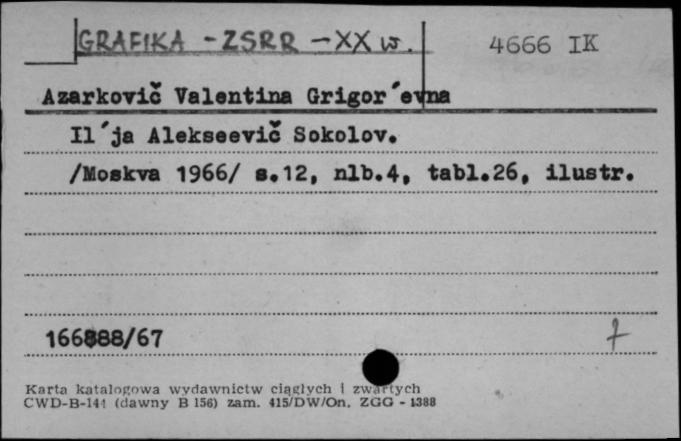 GRAFIKA - ZSRR - XX w.
4666 IK
Azarkovič Valentina Grigor´evna
Il´ja Alekseevič Sokolov.
/Moskva 1966/ s.12, nlb.4, tabl.26, ilustr.
166888/67
7
Karta katalogowa wydawnictw ciągłych i zwartych
CWD-B-141 (dawny B 156) zam. 415/DW/On. ZGG - 1388